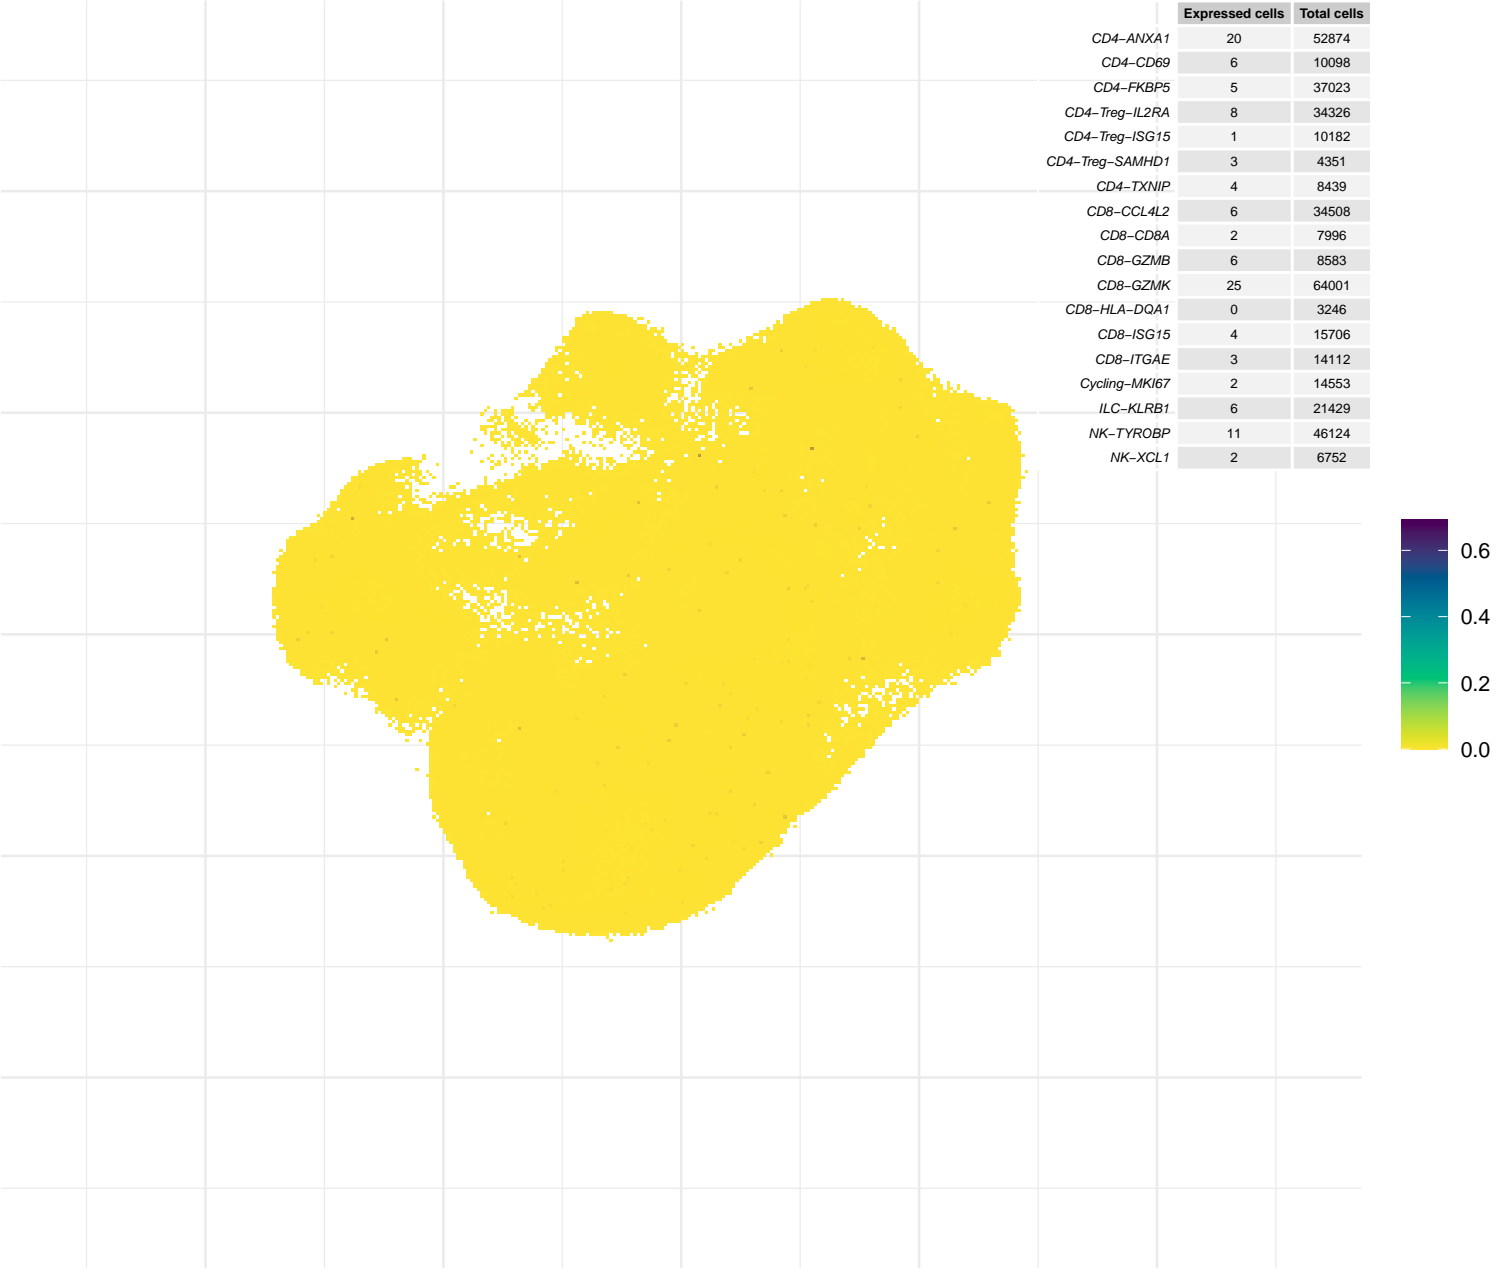 Expressed cells Total cells
CD4−ANXA1 20 52874
CD4−CD69 6 10098
CD4−FKBP5 5 37023
CD4−Treg−IL2RA 8 34326
CD4−Treg−ISG15 1 10182
CD4−Treg−SAMHD1 3 4351
CD4−TXNIP 4 8439
CD8−CCL4L2 6 34508
CD8−CD8A 2 7996
CD8−GZMB 6 8583
CD8−GZMK 25 64001
CD8−HLA−DQA1 0 3246
CD8−ISG15 4 15706
CD8−ITGAE 3 14112
Cycling−MKI67 2 14553
ILC−KLRB1 6 21429
NK−TYROBP 11 46124
NK−XCL1 2 6752
0.6
0.4
0.2
0.0